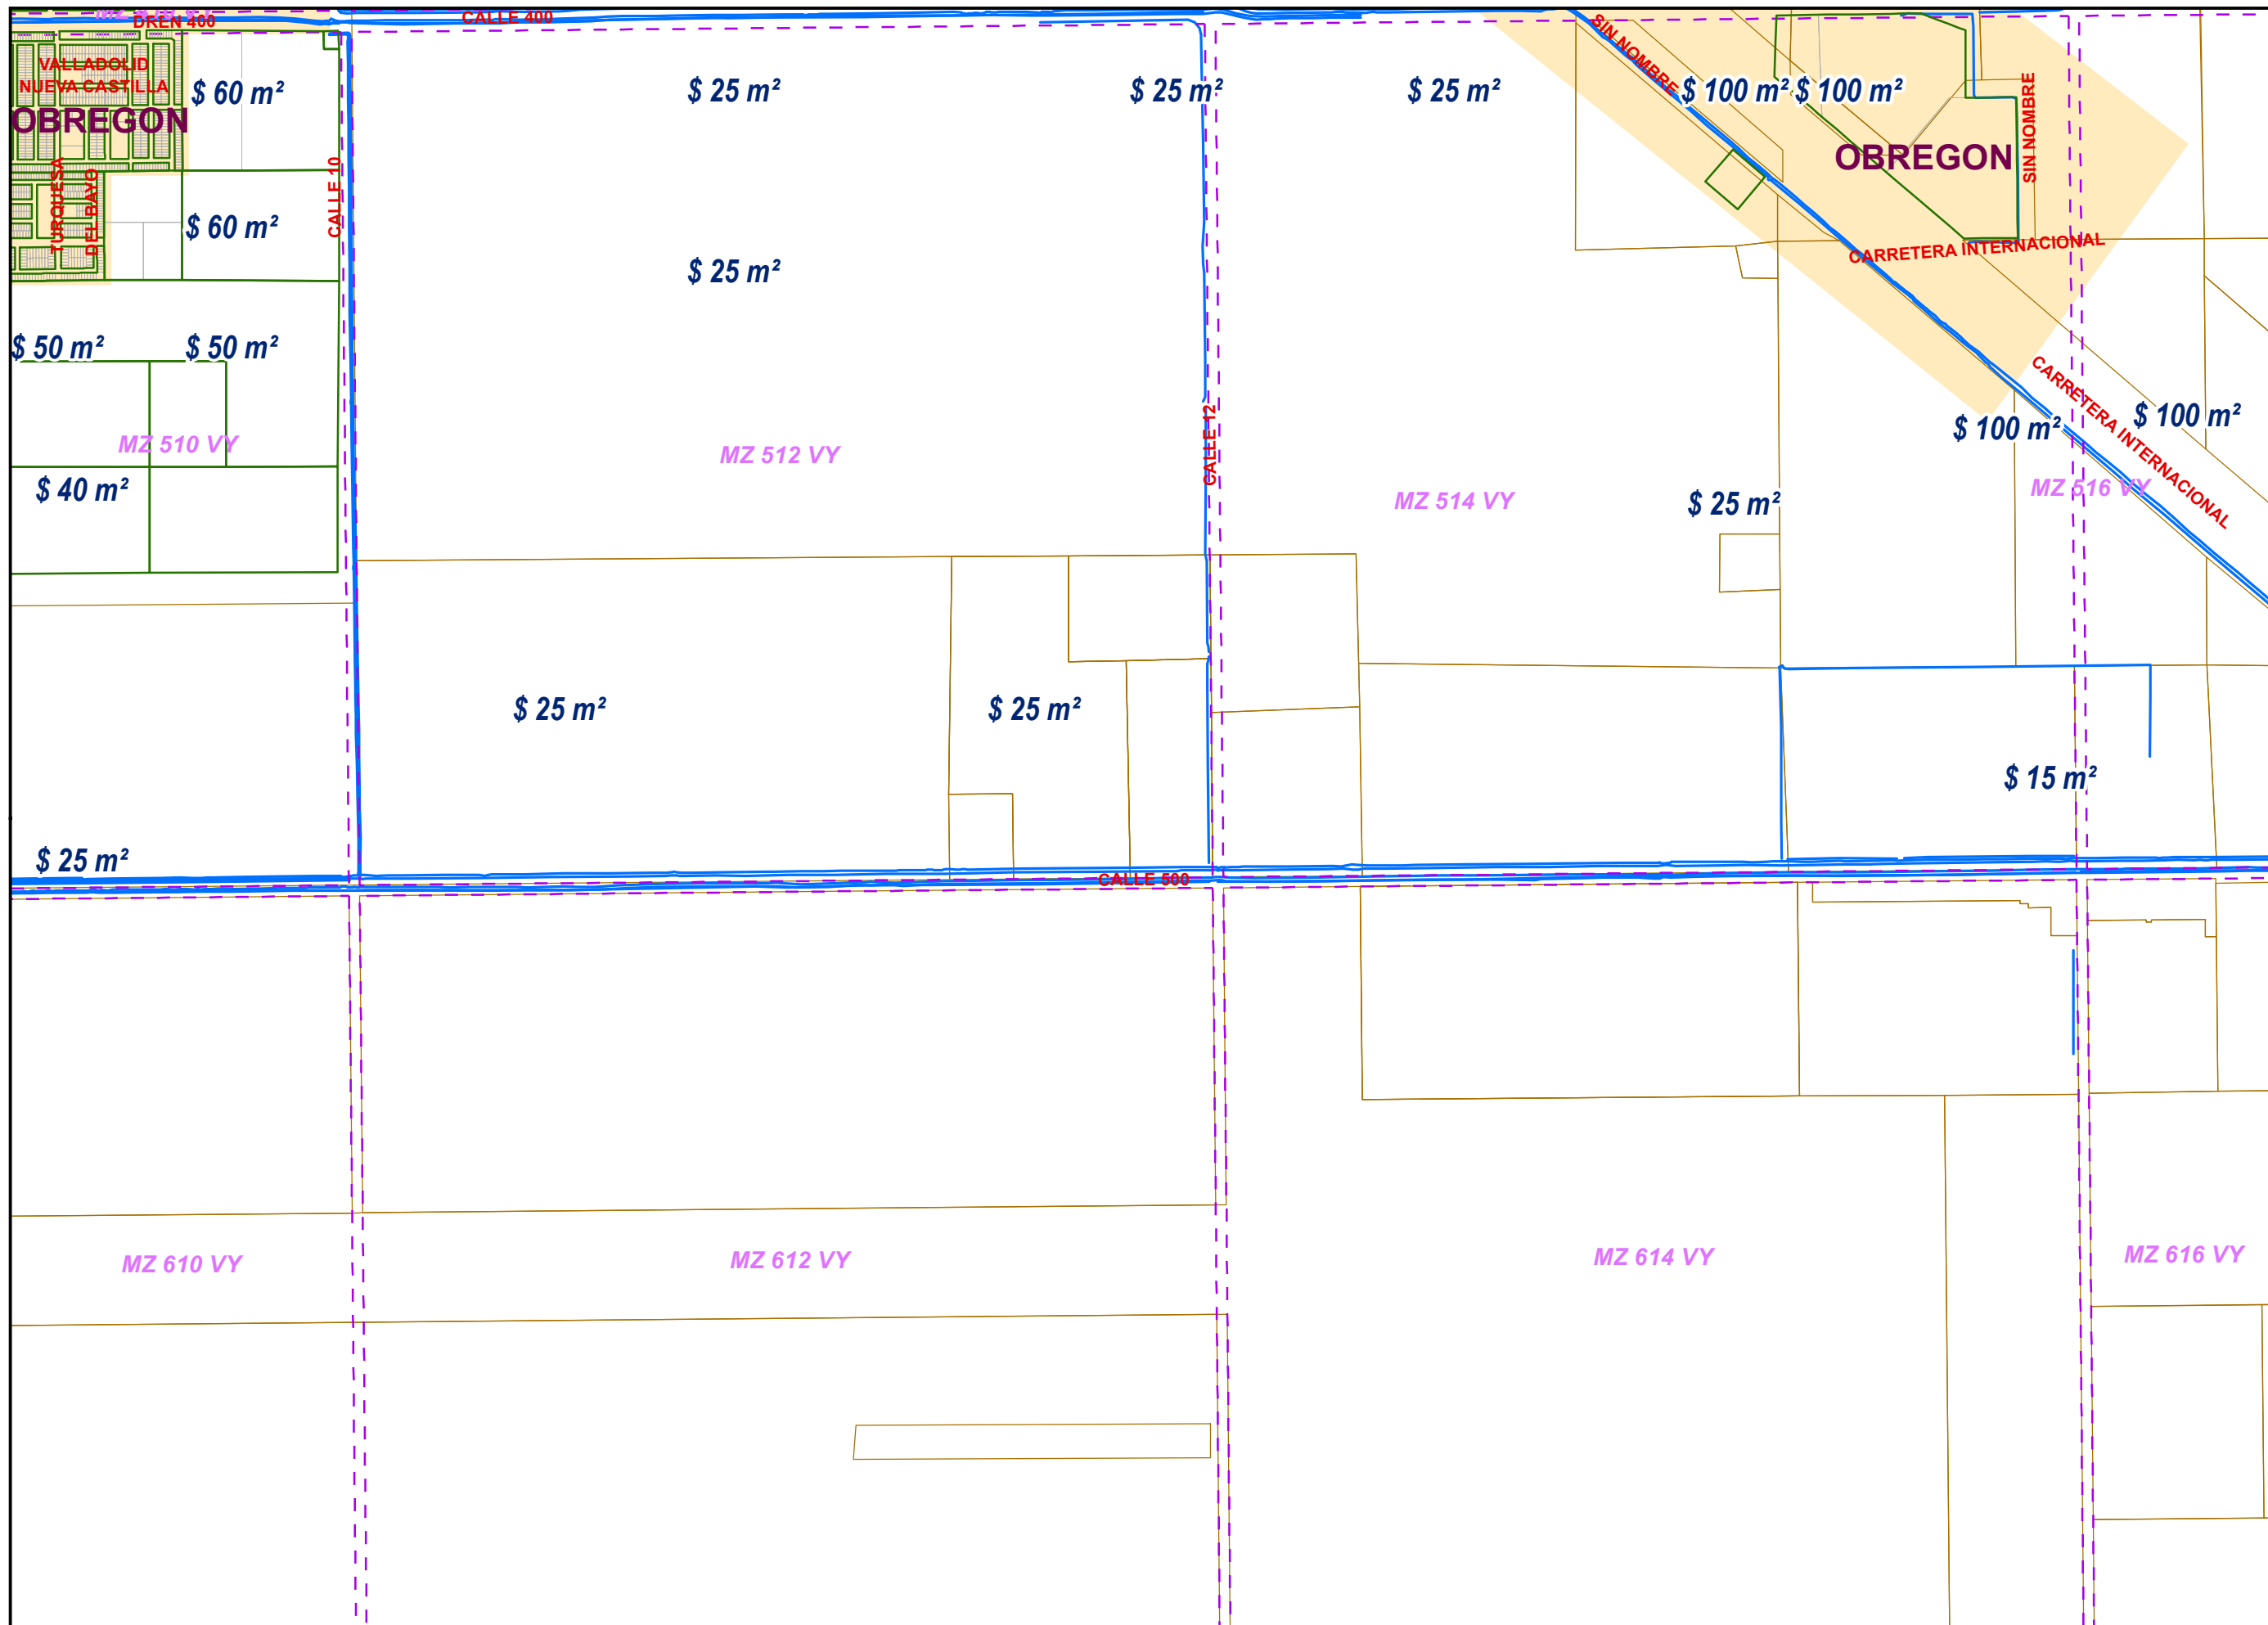 DREN 400
CALLE 400
VALLADOLID
NUEVA CASTILLA
OBREGON
$ 60 m²
$ 25 m²
$ 25 m²
$ 25 m²
SIN NOMBRE
$ 100 m²
$ 100 m²
SIN NOMBRE
OBREGON
TURQUESA
DEL BAYO
$ 60 m²
CALLE 10
$ 25 m²
CARRETERA INTERNACIONAL
$ 50 m²
$ 50 m²
MZ 510 VY
MZ 512 VY
CALLE 12
$ 100 m²
CARRETERA INTERNACIONAL
$ 100 m²
$ 40 m²
MZ 514 VY
$ 25 m²
MZ 516 VY
$ 25 m²
$ 25 m²
$ 15 m²
$ 25 m²
CALLE 500
MZ 610 VY
MZ 612 VY
MZ 614 VY
MZ 616 VY